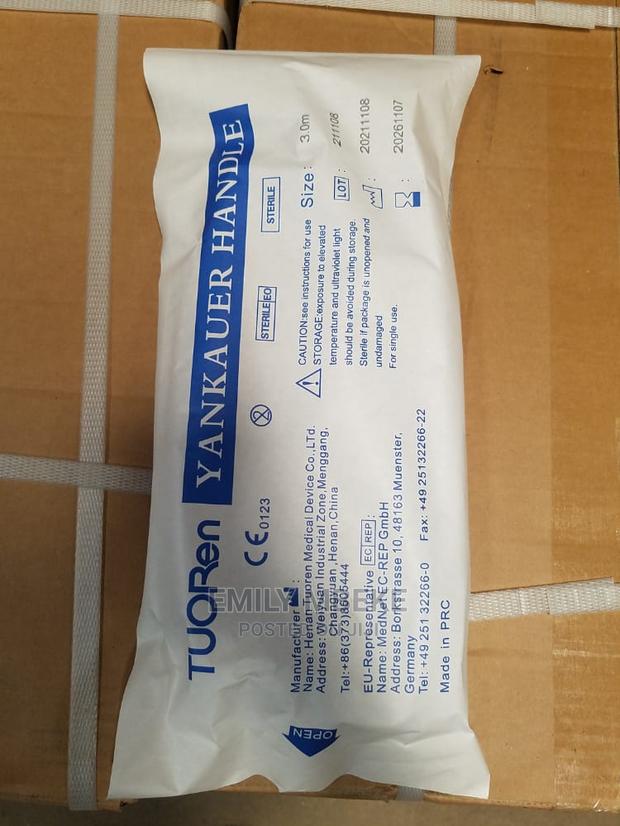 TUORen YANKAUER HANDLE
CE 0123
STERILE EO
STERILE
Manufacturer :
Name: Henan Tuoren Medical Device Co.,LTd.
Address: Weiyuan Industrial Zone, Menggang,
Changyuan ,Henan,China
Tel:+86(373)8605444
EU-Representative EC REP :
Name: MedNet EC-REP GmbH
Address: Borkstrasse 10, 48163 Muenster,
Germany
Tel: +49 251 32266-0 Fax: +49 25132266-22
Made in PRC
CAUTION:see instructions for use
STORAGE:exposure to elevated
temperature and ultraviolet light
should be avoided during storage.
Sterile if package is unopened and
undamaged
For single use.
Size: 3.0m
LOT : 211108
: 20211108
: 20261107
OPEN